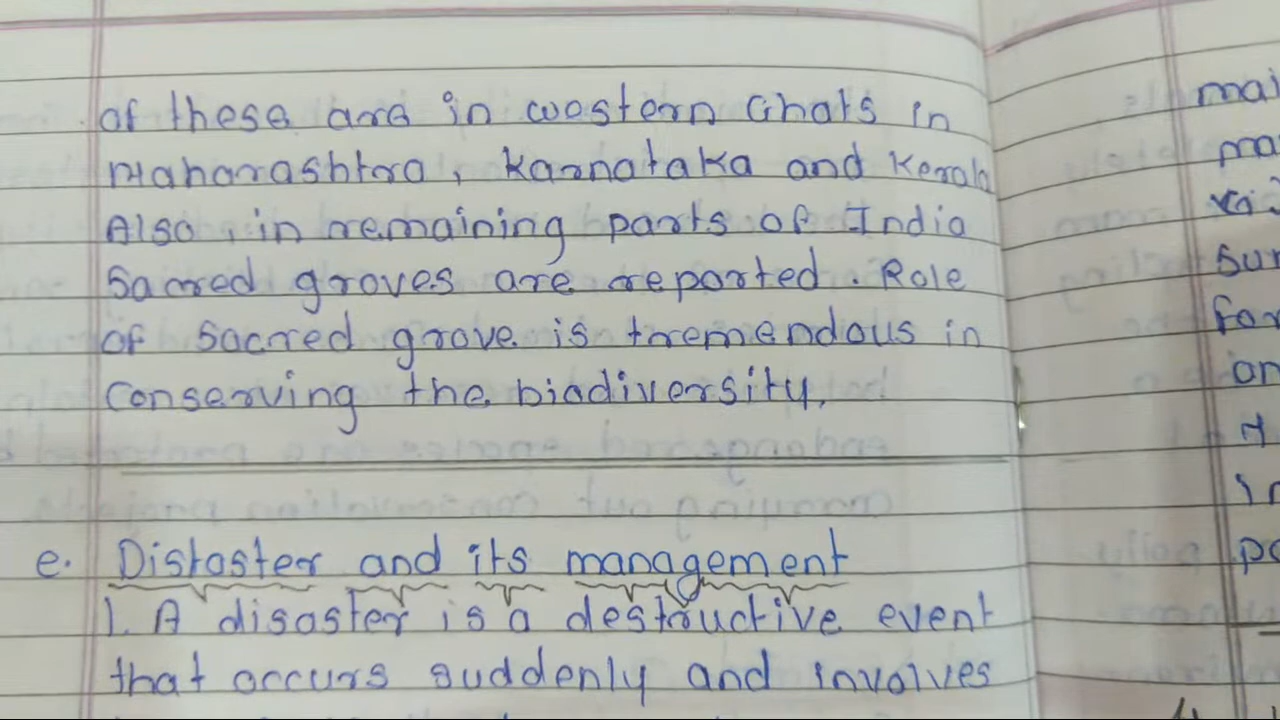 of these are in western Ghats in
Maharashtra, Karnataka and Kerala
Also, in remaining parts of India
Sacred groves are reported. Role
of Sacred grove is tremendous in
Conserving the biodiversity.
e. Distaster and its management
1. A disaster is a destructive event
that occurs suddenly and involves